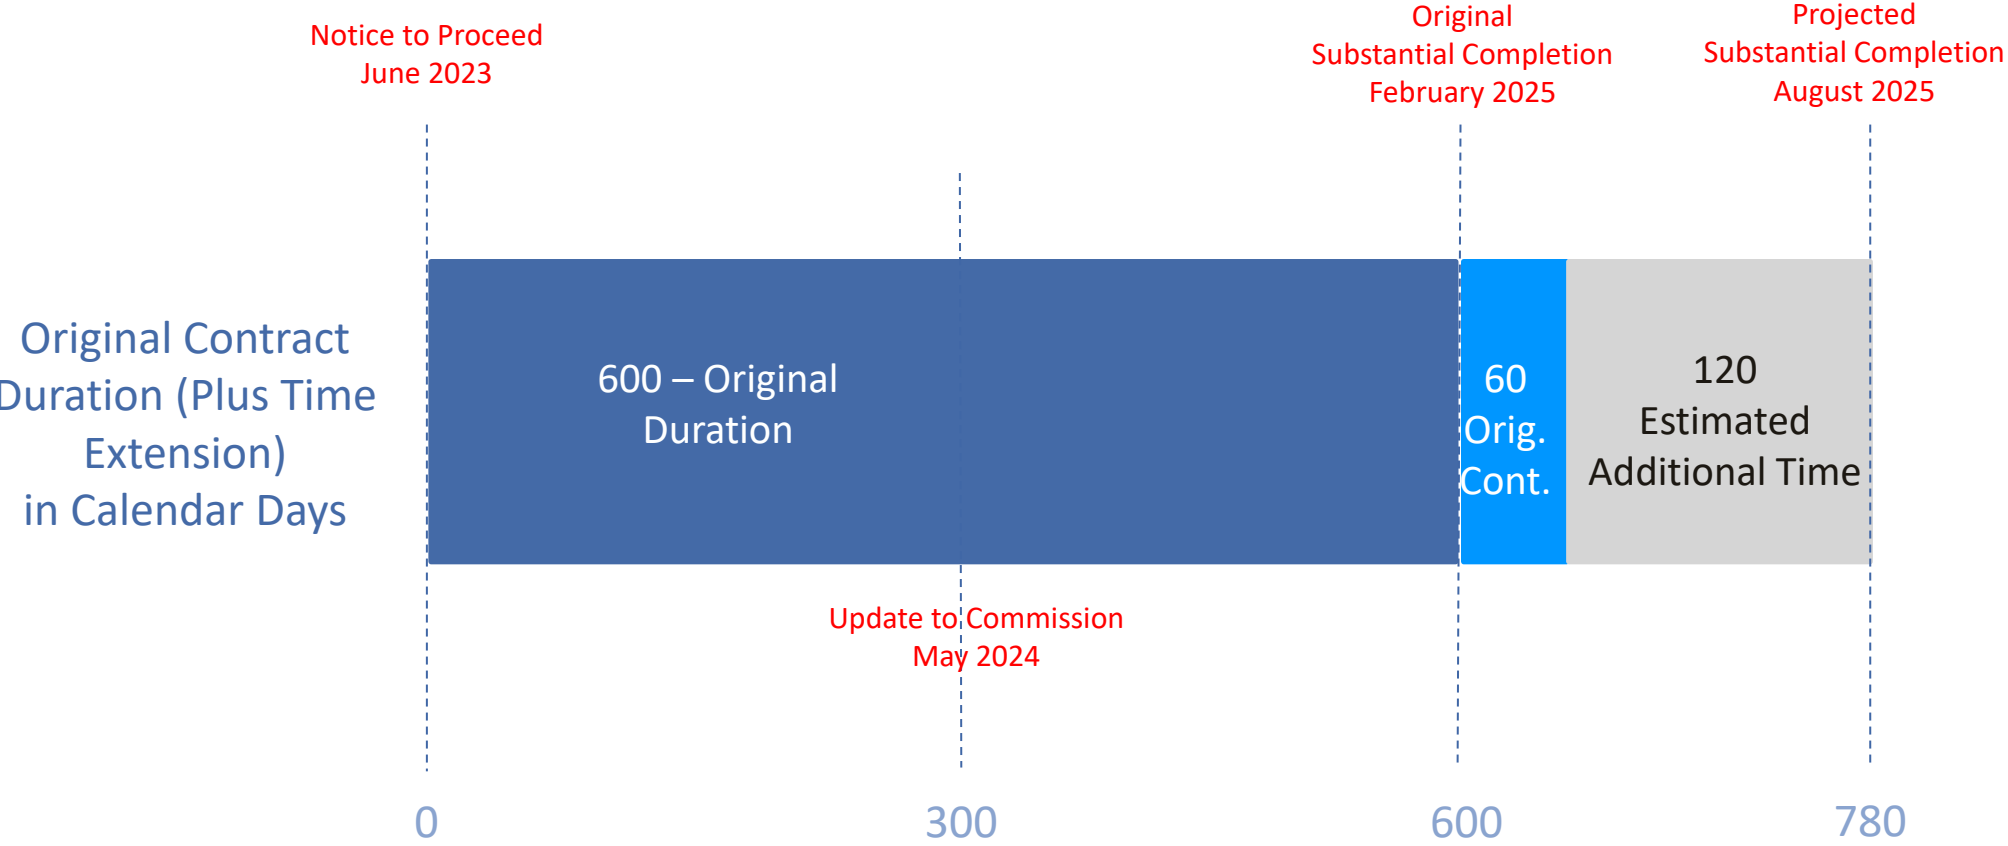 Notice to Proceed
June 2023
Original
Substantial Completion
February 2025
Projected
Substantial Completion
August 2025
Original Contract
Duration (Plus Time
Extension)
in Calendar Days
600 – Original
Duration
60
Orig.
Cont.
120
Estimated
Additional Time
Update to Commission
May 2024
0
300
600
780